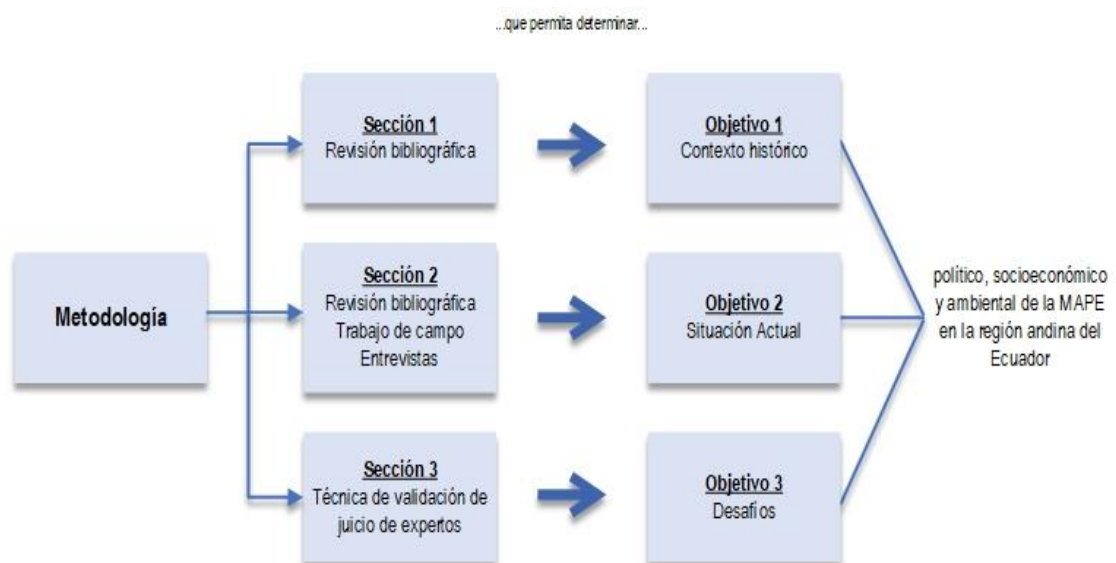 ...que permita determinar...
Sección 1
Revisión bibliográfica
Objetivo 1
Contexto histórico
Metodología
Sección 2
Revisión bibliográfica
Trabajo de campo
Entrevistas
Objetivo 2
Situación Actual
político, socioeconómico
y ambiental de la MAPE
en la región andina del
Ecuador
Sección 3
Técnica de validación de
juicio de expertos
Objetivo 3
Desafíos